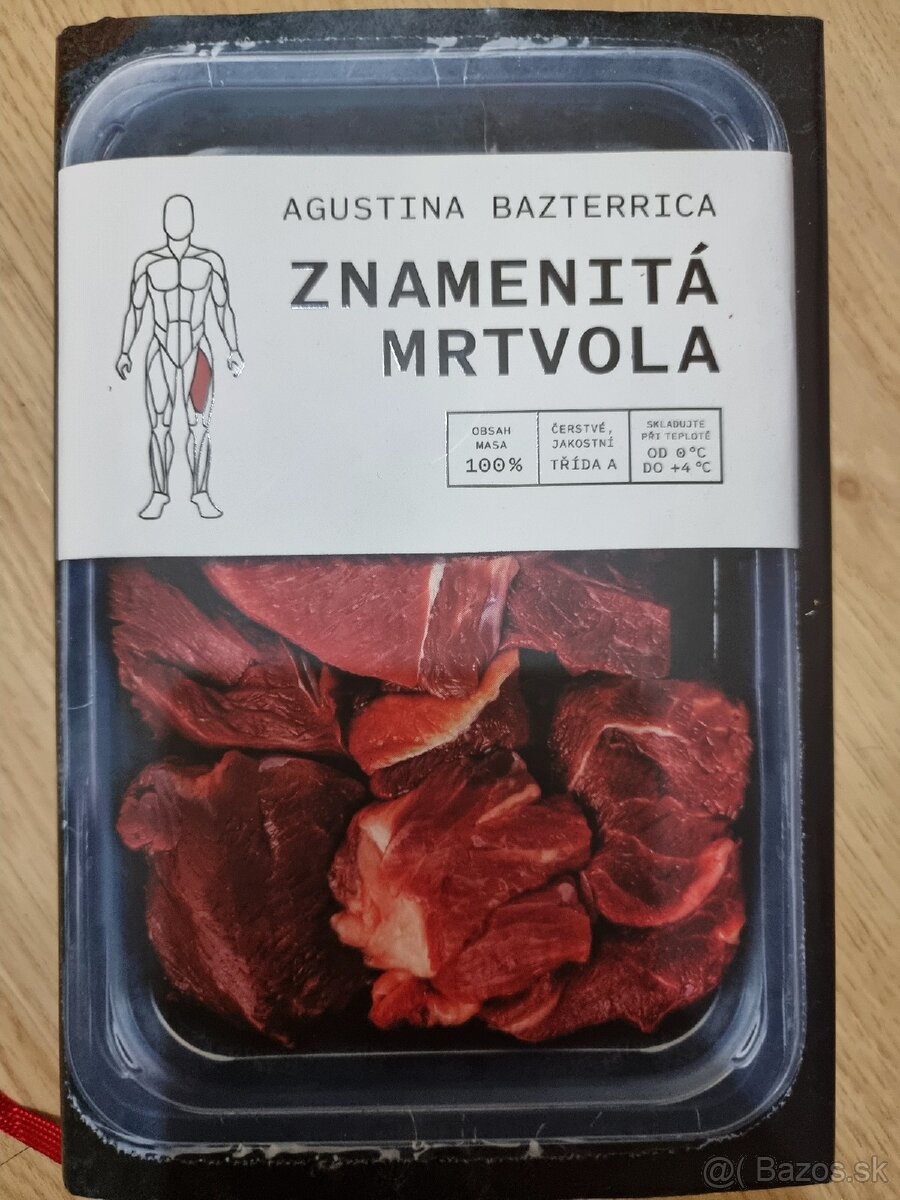 AGUSTINA BAZTERRICA
ZNAMENITÁ
MRTVOLA
OBSAH
MASA
100%
ČERSTVÉ,
JAKOSTNÍ
TŘÍDA A
SKLADUJTE
PŘI TEPLOTĚ
OD 0°C
DO +4°C
@( Bazos.sk